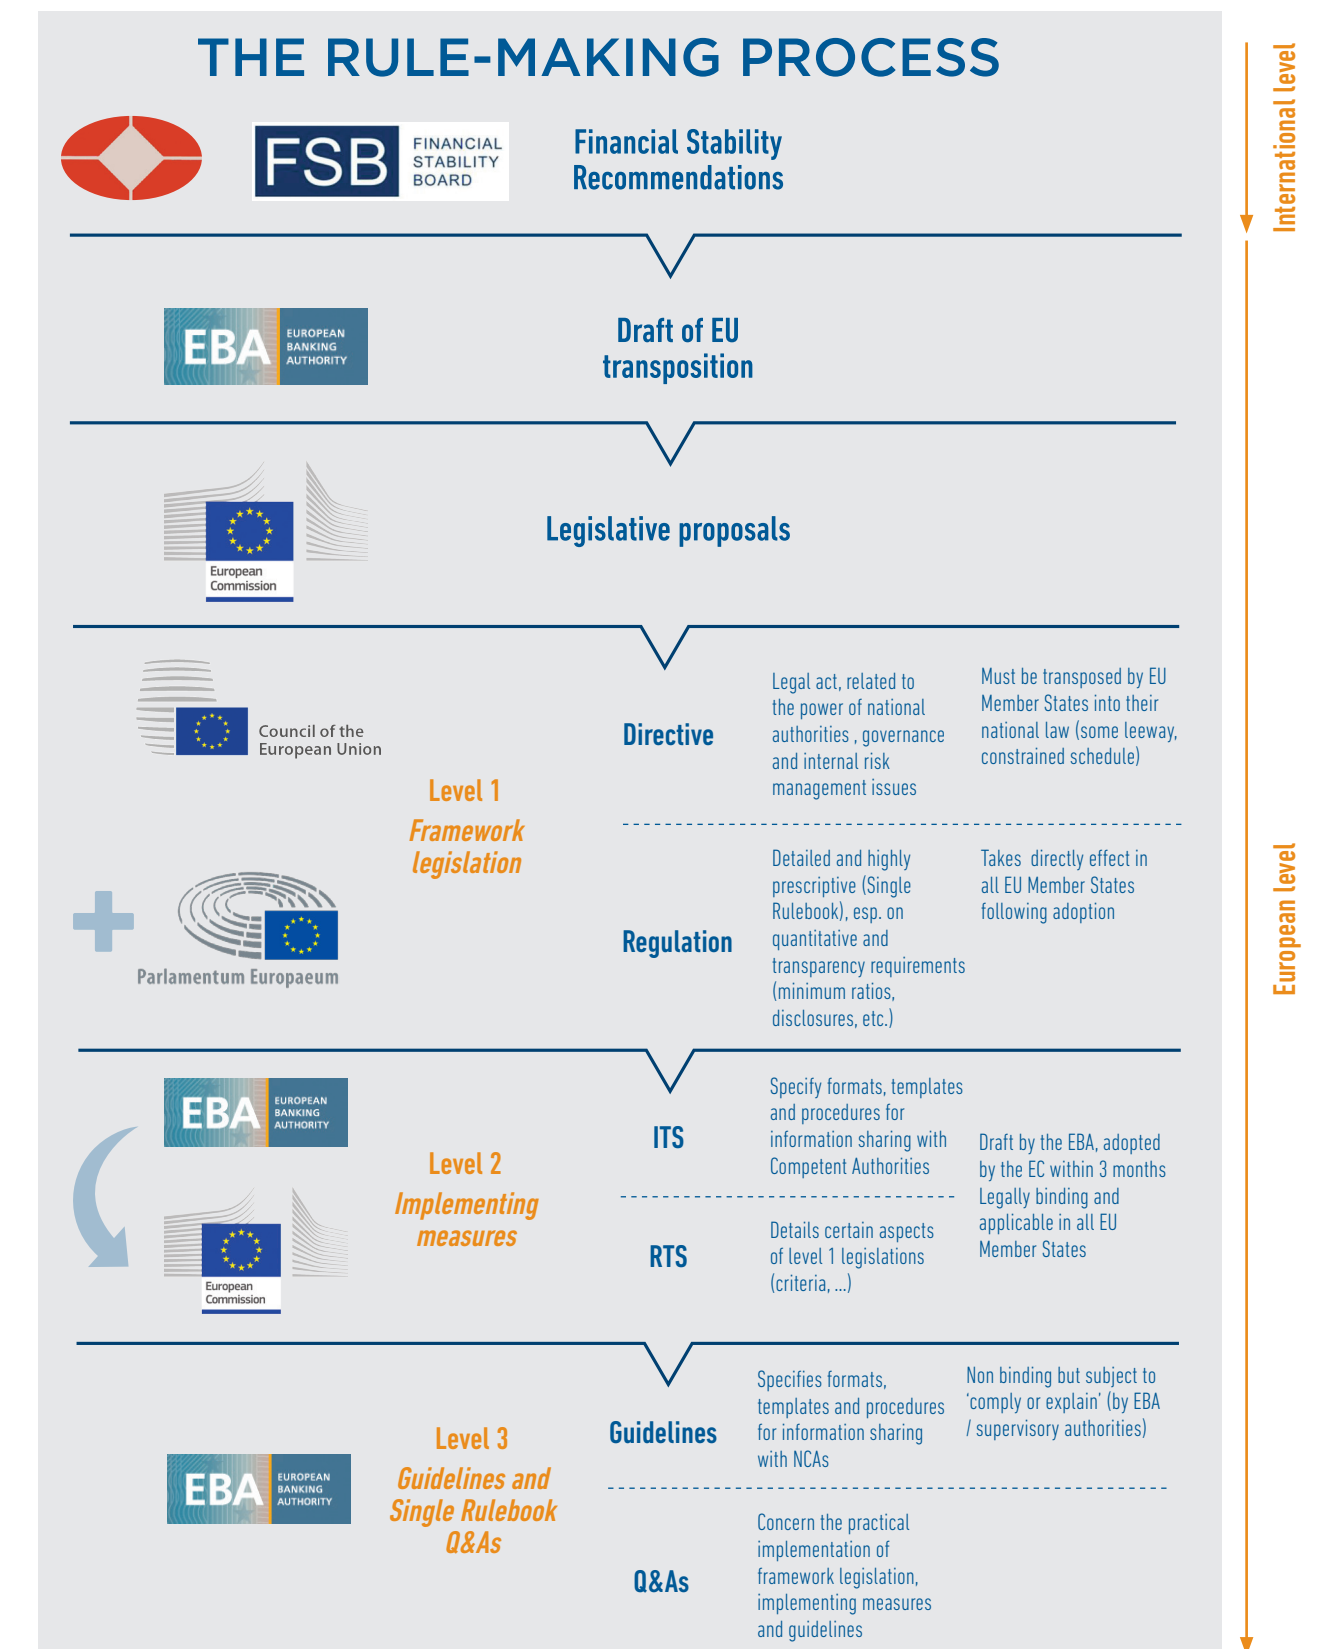 THE RULE-MAKING PROCESS
International level
FSB
FINANCIAL
STABILITY
BOARD
Financial Stability
Recommendations
EBA
EUROPEAN
BANKING
AUTHORITY
Draft of EU
transposition
European
Commission
Legislative proposals
European level
Council of the
European Union
Parlamentum Europaeum
Level 1
Framework
legislation
Directive
Legal act, related to
the power of national
authorities , governance
and internal risk
management issues
Must be transposed by EU
Member States into their
national law (some leeway,
constrained schedule)
Regulation
Detailed and highly
prescriptive (Single
Rulebook), esp. on
quantitative and
transparency requirements
(minimum ratios,
disclosures, etc.)
Takes  directly effect in
all EU Member States
following adoption
EBA
EUROPEAN
BANKING
AUTHORITY
European
Commission
Level 2
Implementing
measures
ITS
Specify formats, templates
and procedures for
information sharing with
Competent Authorities
RTS
Details certain aspects
of level 1 legislations
(criteria, ...)
Draft by the EBA, adopted
by the EC within 3 months
Legally binding and
applicable in all EU
Member States
EBA
EUROPEAN
BANKING
AUTHORITY
Level 3
Guidelines and
Single Rulebook
Q&As
Guidelines
Specifies formats,
templates and procedures
for information sharing
with NCAs
Non binding but subject to
‘comply or explain’ (by EBA
/ supervisory authorities)
Q&As
Concern the practical
implementation of
framework legislation,
implementing measures
and guidelines